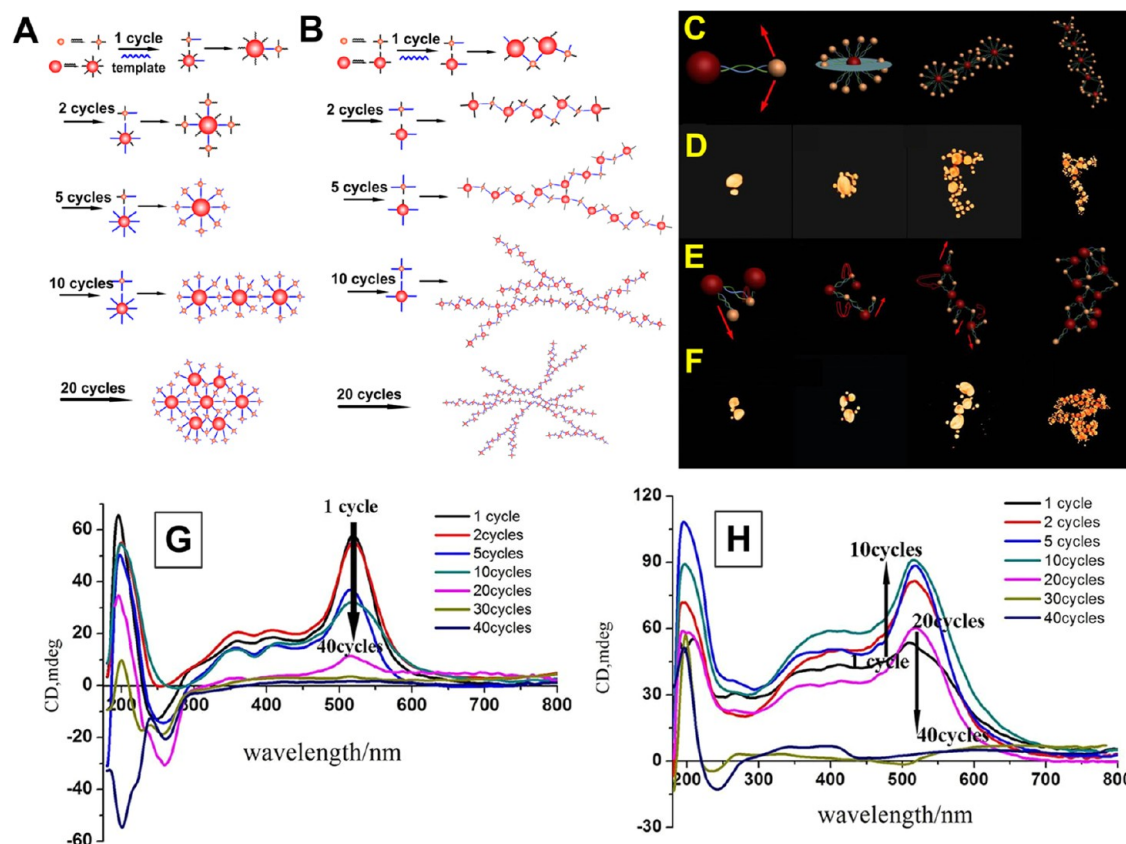 A
1 cycle
template
2 cycles
5 cycles
10 cycles
20 cycles
B
1 cycle
2 cycles
5 cycles
10 cycles
20 cycles
C
D
E
F
G
CD,mdeg
60
40
20
0
-20
-40
-60
200
300
400
500
600
700
800
wavelength/nm
1 cycle
40cycles
1 cycle
2cycles
5cycles
10cycles
20cycles
30cycles
40cycles
H
CD,mdeg
120
90
60
30
0
-30
200
300
400
500
600
700
800
wavelength/nm
10cycles
1 cycle
20cycles
40cycles
1 cycle
2 cycles
5 cycles
10cycles
20cycles
30cycles
40cycles